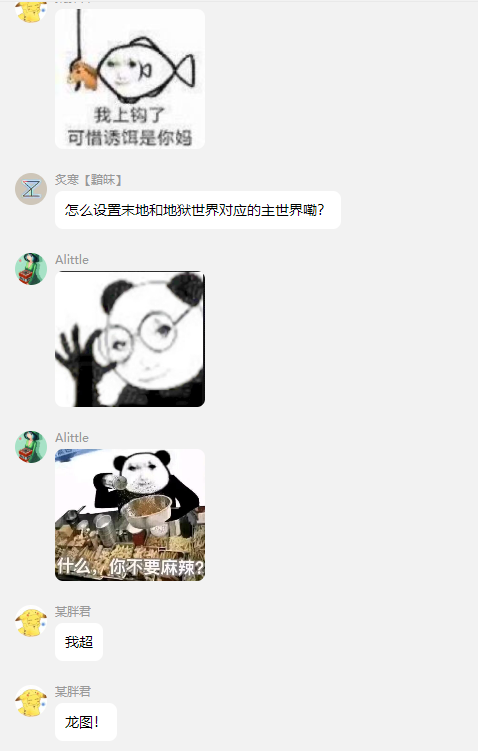 我上钩了
可惜诱饵是你妈
炙寒【黯昧】
怎么设置末地和地狱世界对应的主世界嘞?
Alittle
Alittle
什么，你不要麻辣?
某胖君
我超
某胖君
龙图!